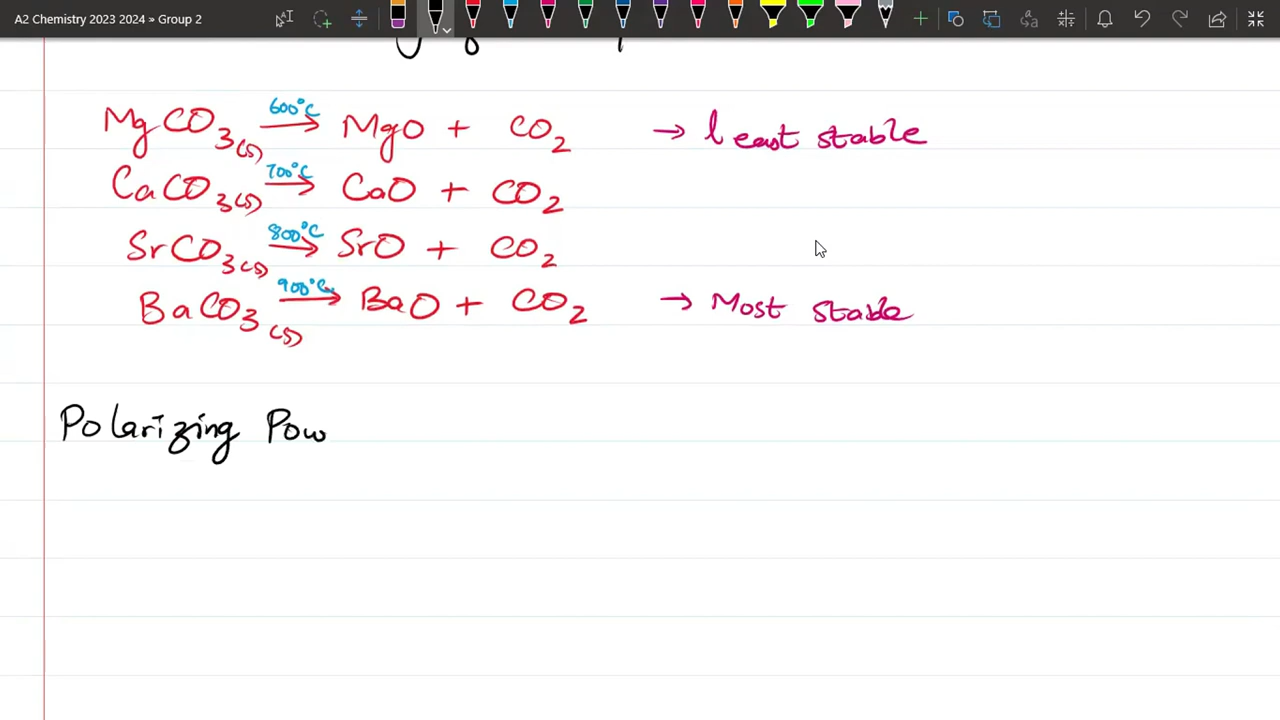 A2 Chemistry 2023 2024 » Group 2
MgCO3(s) 600°C → MgO + CO2 → least stable
CaCO3(s) 700°C → CaO + CO2
SrCO3(s) 800°C → SrO + CO2
BaCO3(s) 900°C → BaO + CO2 → Most stable
Polarizing Pow